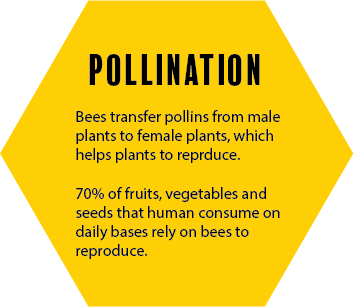 POLLINATION
Bees transfer pollins from male
plants to female plants, which
helps plants to reprduce.
70% of fruits, vegetables and
seeds that human consume on
daily bases rely on bees to
reproduce.